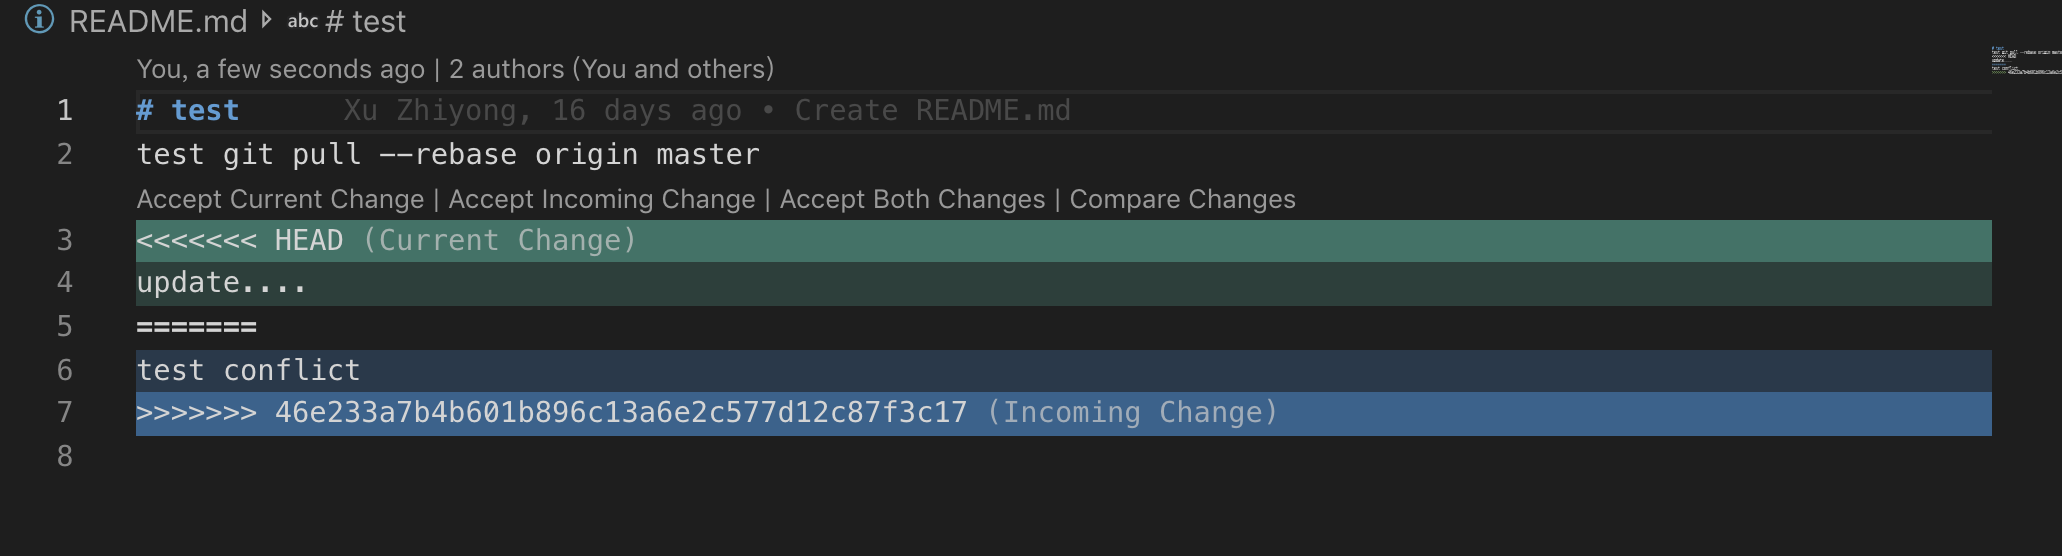 README.md abc # test
You, a few seconds ago | 2 authors (You and others)
1 # test Xu Zhiyong, 16 days ago • Create README.md
2 test git pull --rebase origin master
Accept Current Change | Accept Incoming Change | Accept Both Changes | Compare Changes
3 <<<<<<< HEAD (Current Change)
4 update....
5 =======
6 test conflict
7 >>>>>>> 46e233a7b4b601b896c13a6e2c577d12c87f3c17 (Incoming Change)
8